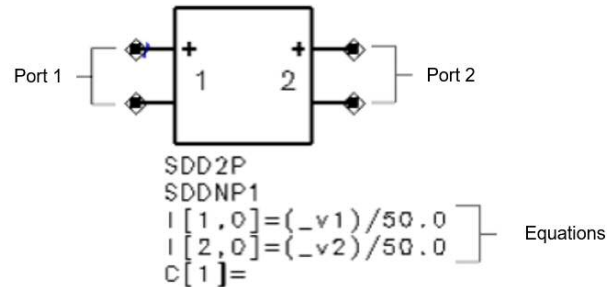 Port 1
+
+
1
2
Port 2
SDD2P
SDDNP1
I[1,0]=(_v1)/50.0
I[2,0]=(_v2)/50.0
Equations
C[1]=